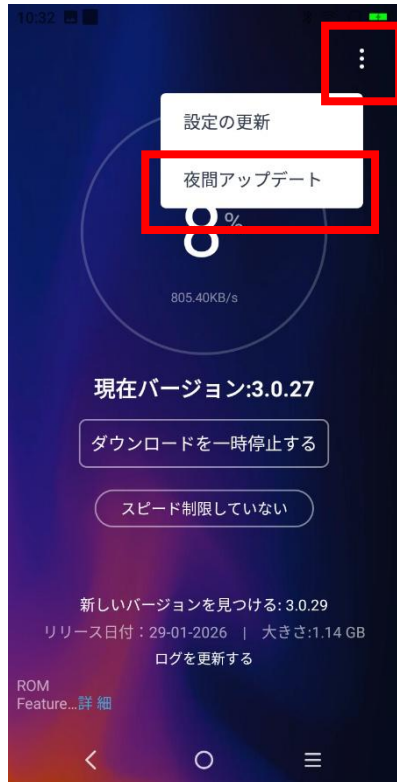 10:32
設定の更新
夜間アップデート
8%
805.40KB/s
現在バージョン:3.0.27
ダウンロードを一時停止する
スピード制限していない
新しいバージョンを見つける: 3.0.29
リリース日付：29-01-2026 | 大きさ:1.14 GB
ログを更新する
ROM
Feature...詳 細